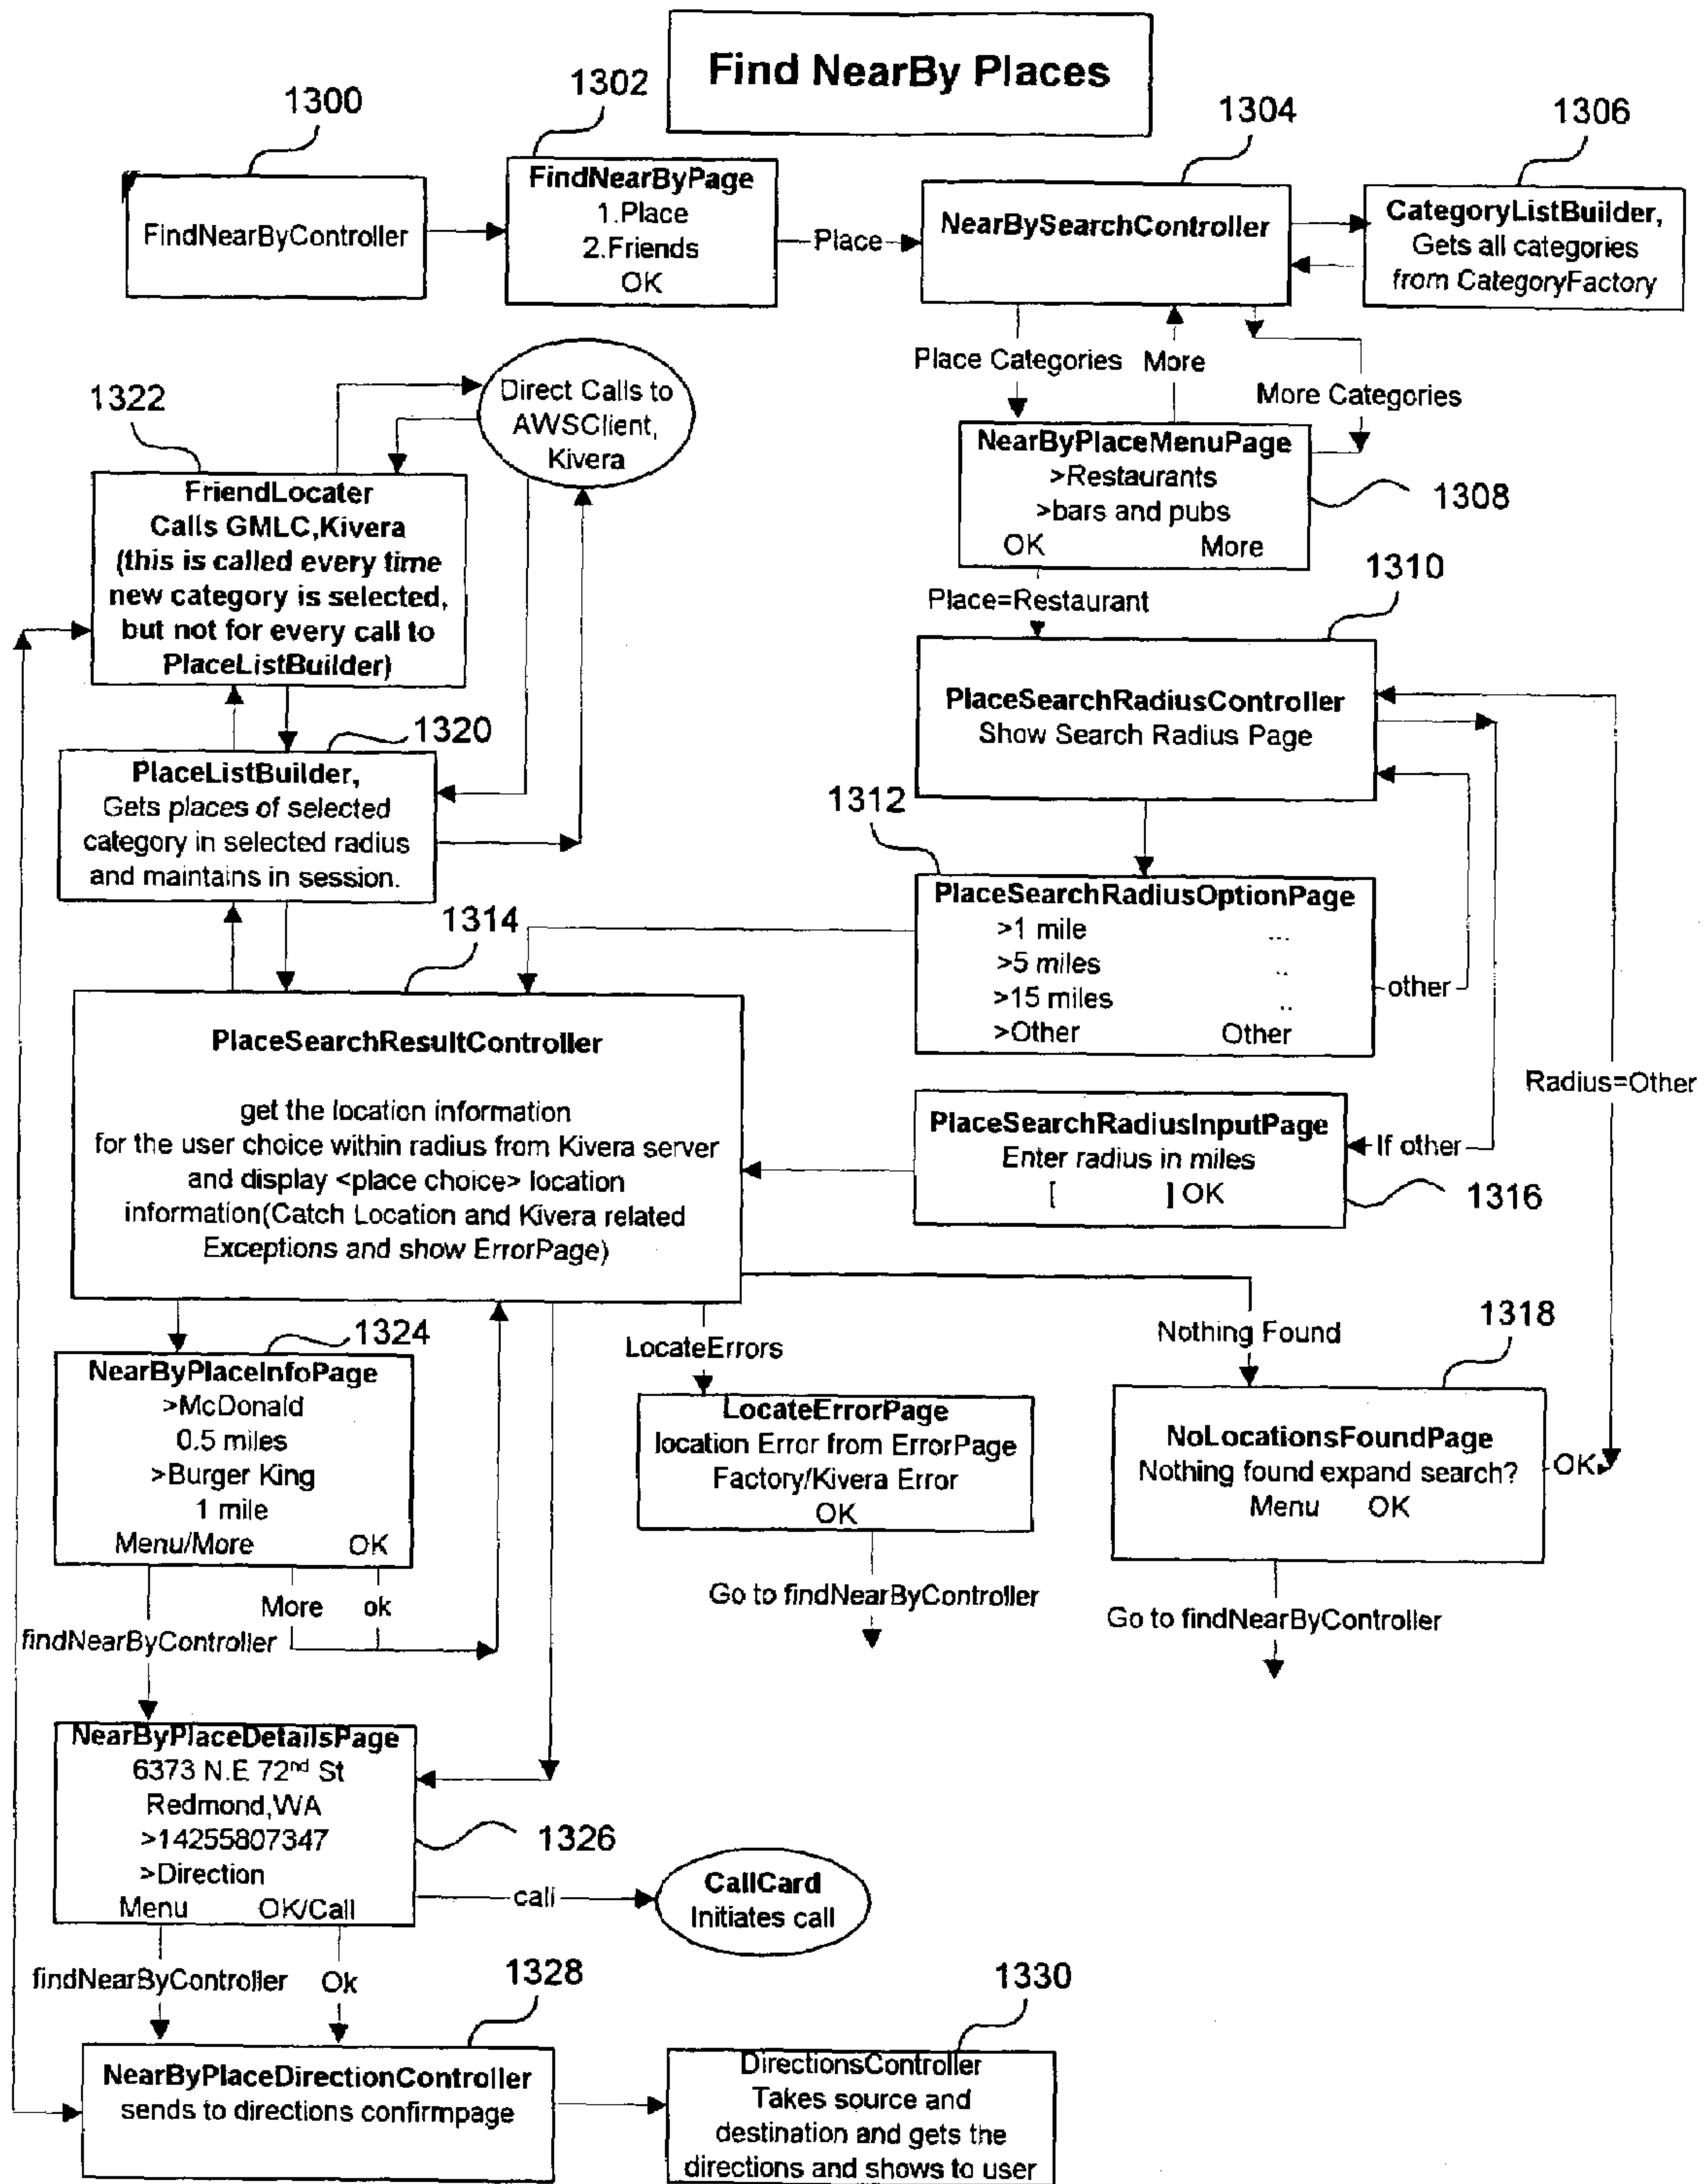 Find NearBy Places
1300
1302
1304
1306
FindNearByController
FindNearByPage
1.Place
2.Friends
OK
Place
NearBySearchController
CategoryListBuilder,
Gets all categories
from CategoryFactory
Place Categories
More
More Categories
Direct Calls to
AWSClient,
Kivera
1322
FriendLocater
Calls GMLC,Kivera
(this is called every time
new category is selected,
but not for every call to
PlaceListBuilder)
NearByPlaceMenuPage
>Restaurants
>bars and pubs
OK More
1308
Place=Restaurant
1310
PlaceSearchRadiusController
Show Search Radius Page
1320
PlaceListBuilder,
Gets places of selected
category in selected radius
and maintains in session.
1312
PlaceSearchRadiusOptionPage
>1 mile ...
>5 miles ..
>15 miles ..
>Other Other
other
1314
PlaceSearchResultController
get the location information
for the user choice within radius from Kivera server
and display <place choice> location
information(Catch Location and Kivera related
Exceptions and show ErrorPage)
Radius=Other
PlaceSearchRadiusInputPage
Enter radius in miles
[ ] OK
If other
1316
1324
NearByPlaceInfoPage
>McDonald
0.5 miles
>Burger King
1 mile
Menu/More OK
LocateErrors
LocateErrorPage
location Error from ErrorPage
Factory/Kivera Error
OK
Nothing Found
1318
NoLocationsFoundPage
Nothing found expand search?
Menu OK
OK
More ok
findNearByController
Go to findNearByController
Go to findNearByController
NearByPlaceDetailsPage
6373 N.E 72nd St
Redmond,WA
>14255807347
>Direction
Menu OK/Call
1326
call
CallCard
Initiates call
findNearByController Ok
1328
1330
NearByPlaceDirectionController
sends to directions confirmpage
DirectionsController
Takes source and
destination and gets the
directions and shows to user